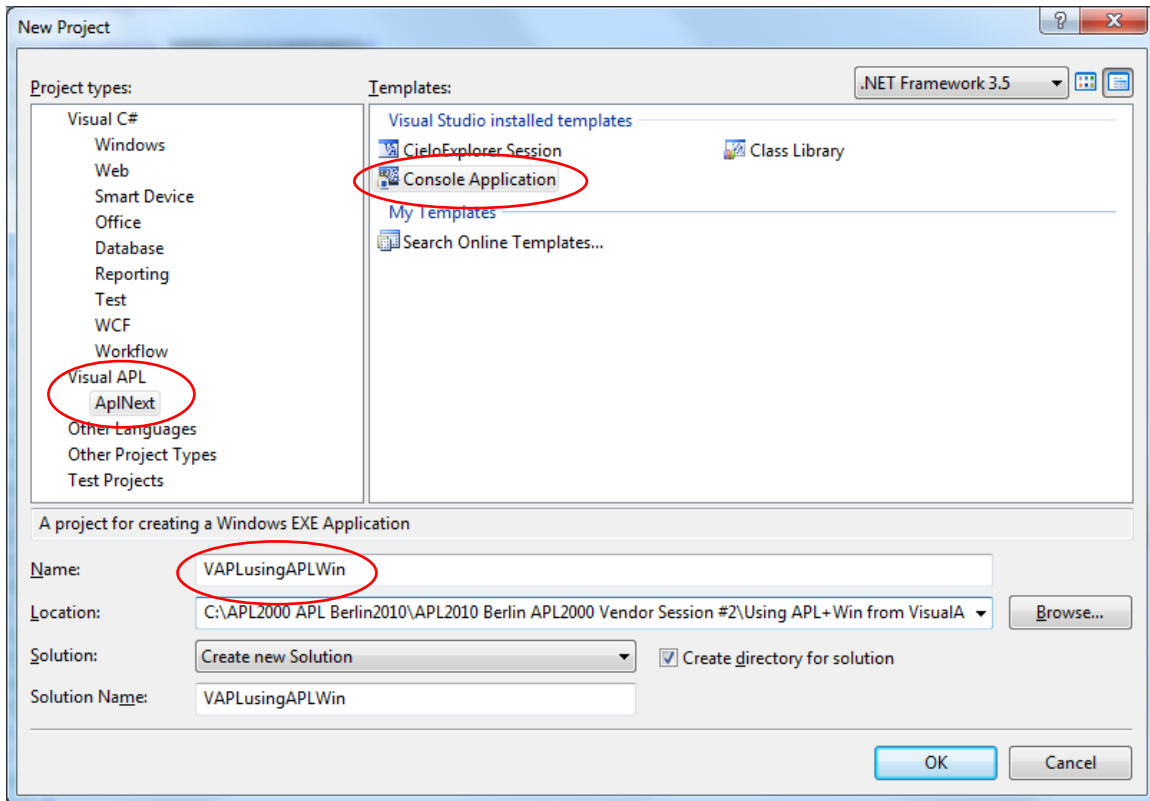 New Project
Project types:
Templates:
.NET Framework 3.5
Visual C#
Windows
Web
Smart Device
Office
Database
Reporting
Test
WCF
Workflow
Visual APL
AplNext
Other Languages
Other Project Types
Test Projects
Visual Studio installed templates
CieloExplorer Session
Class Library
Console Application
My Templates
Search Online Templates...
A project for creating a Windows EXE Application
Name: VAPLusingAPLWin
Location: C:\APL2000 APL Berlin2010\APL2010 Berlin APL2000 Vendor Session #2\Using APL+Win from VisualA Browse...
Solution: Create new Solution Create directory for solution
Solution Name: VAPLusingAPLWin
OK Cancel